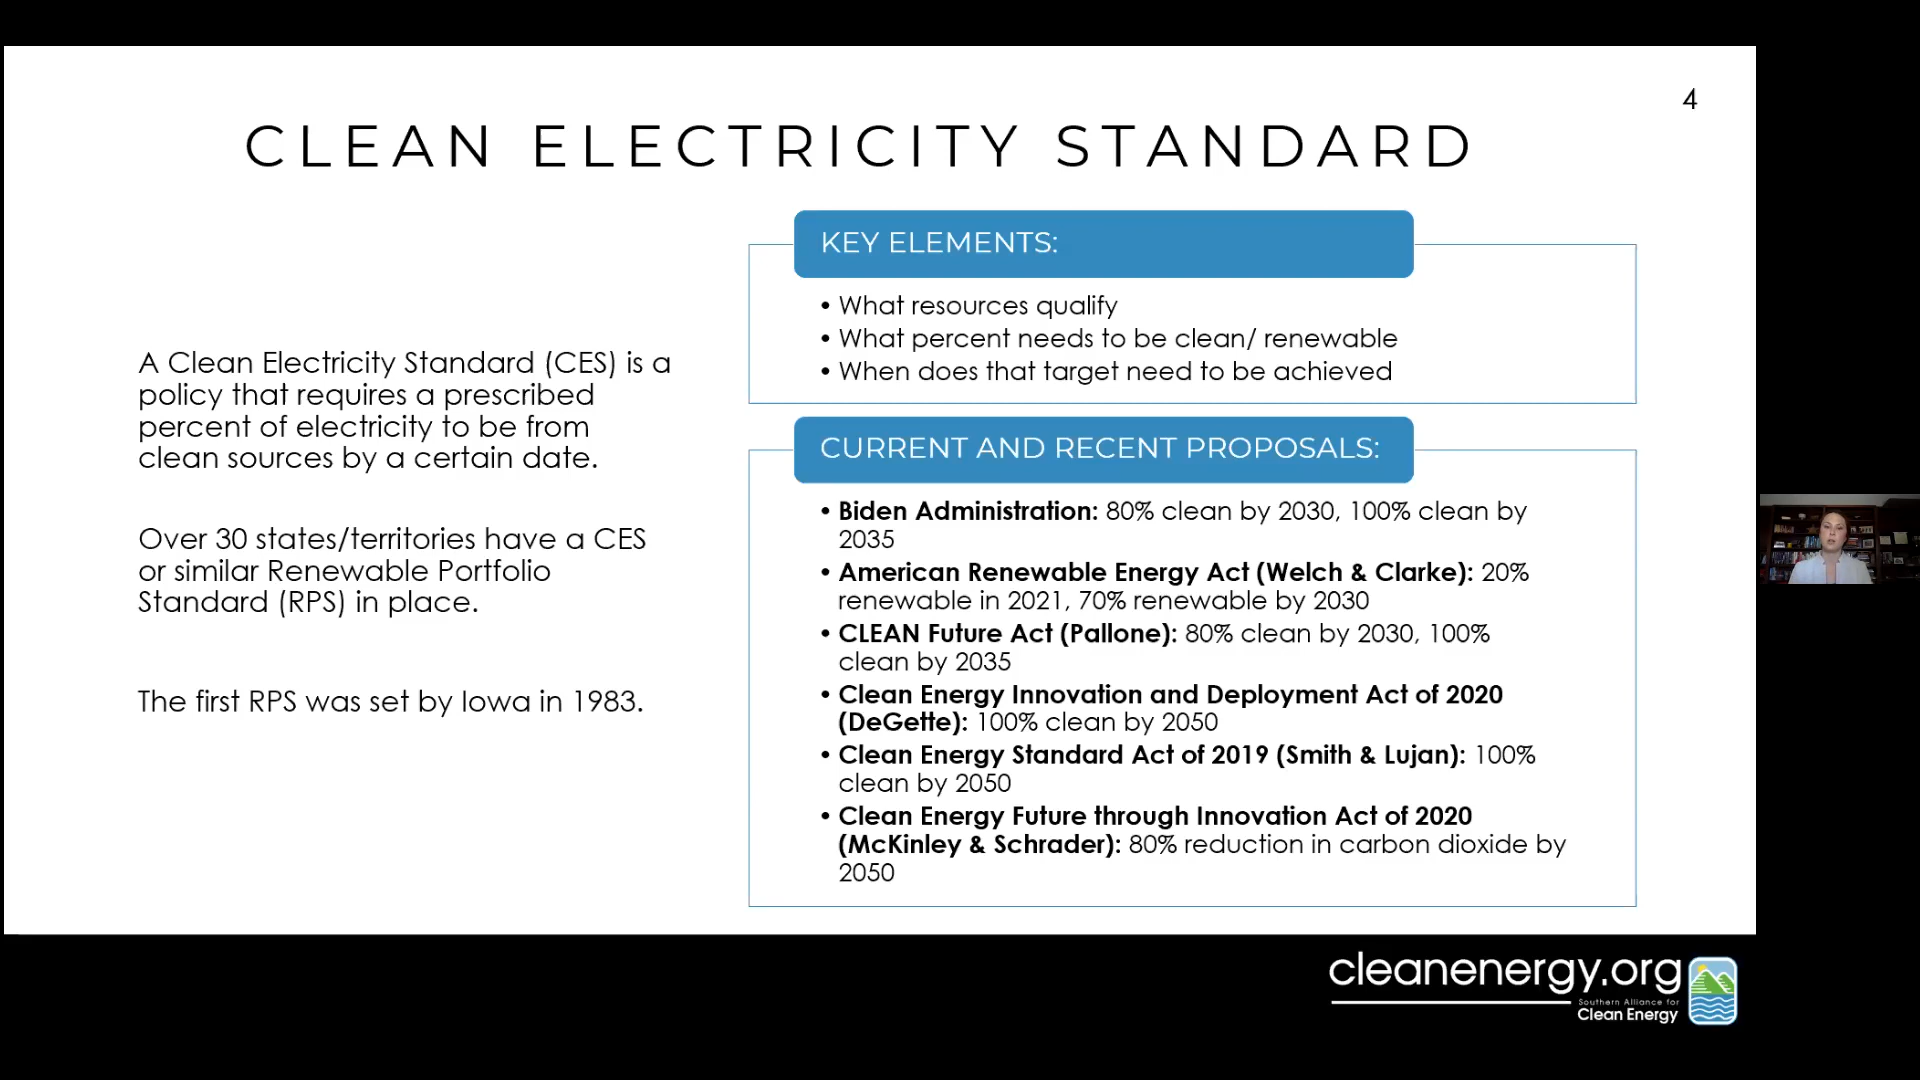 4
CLEAN ELECTRICITY STANDARD
A Clean Electricity Standard (CES) is a
policy that requires a prescribed
percent of electricity to be from
clean sources by a certain date.
Over 30 states/territories have a CES
or similar Renewable Portfolio
Standard (RPS) in place.
The first RPS was set by Iowa in 1983.
KEY ELEMENTS:
• What resources qualify
• What percent needs to be clean/ renewable
• When does that target need to be achieved
CURRENT AND RECENT PROPOSALS:
• Biden Administration: 80% clean by 2030, 100% clean by
2035
• American Renewable Energy Act (Welch & Clarke): 20%
renewable in 2021, 70% renewable by 2030
• CLEAN Future Act (Pallone): 80% clean by 2030, 100%
clean by 2035
• Clean Energy Innovation and Deployment Act of 2020
(DeGette): 100% clean by 2050
• Clean Energy Standard Act of 2019 (Smith & Lujan): 100%
clean by 2050
• Clean Energy Future through Innovation Act of 2020
(McKinley & Schrader): 80% reduction in carbon dioxide by
2050
cleanenergy.org
Southern Alliance for
Clean Energy